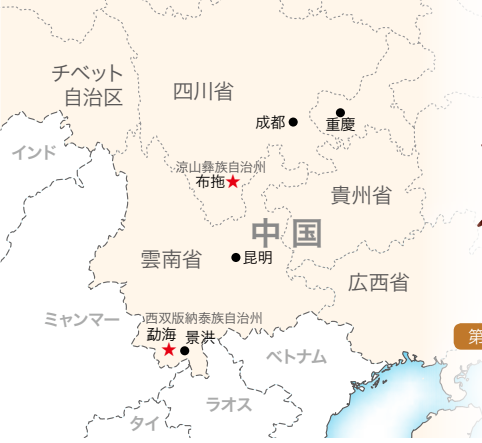 チベット
自治区
四川省
成都
重慶
インド
涼山彝族自治州
布拖
貴州省
中国
雲南省
昆明
広西省
ミャンマー
西双版納泰族自治州
勐海
景洪
ベトナム
第
ラオス
タイ